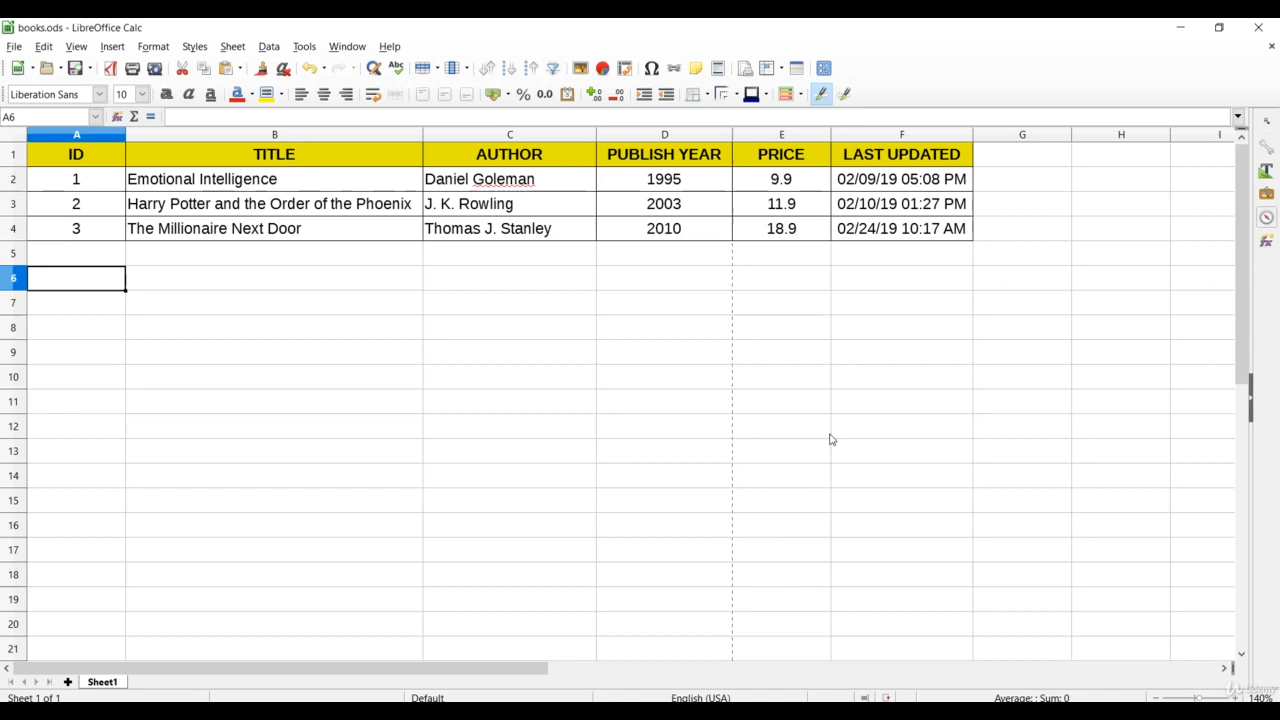 books.ods - LibreOffice Calc
File Edit View Insert Format Styles Sheet Data Tools Window Help
Liberation Sans 10
A6
A B C D E F G H I
1 ID TITLE AUTHOR PUBLISH YEAR PRICE LAST UPDATED
2 1 Emotional Intelligence Daniel Goleman 1995 9.9 02/09/19 05:08 PM
3 2 Harry Potter and the Order of the Phoenix J. K. Rowling 2003 11.9 02/10/19 01:27 PM
4 3 The Millionaire Next Door Thomas J. Stanley 2010 18.9 02/24/19 10:17 AM
5
6
7
8
9
10
11
12
13
14
15
16
17
18
19
20
21
Sheet1
Sheet 1 of 1 Default English (USA) Average: ; Sum: 0 140%